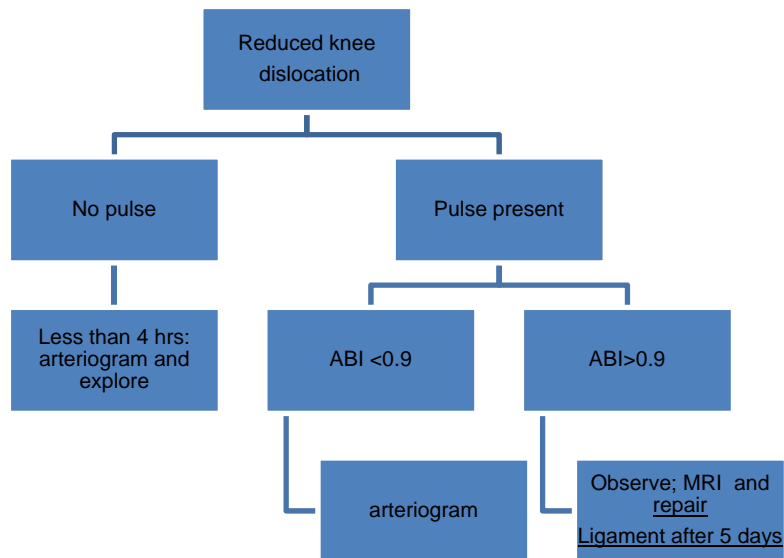 Reduced knee
dislocation
No pulse
Pulse present
Less than 4 hrs:
arteriogram and
explore
ABI <0.9
ABI>0.9
arteriogram
Observe; MRI and
repair
Ligament after 5 days